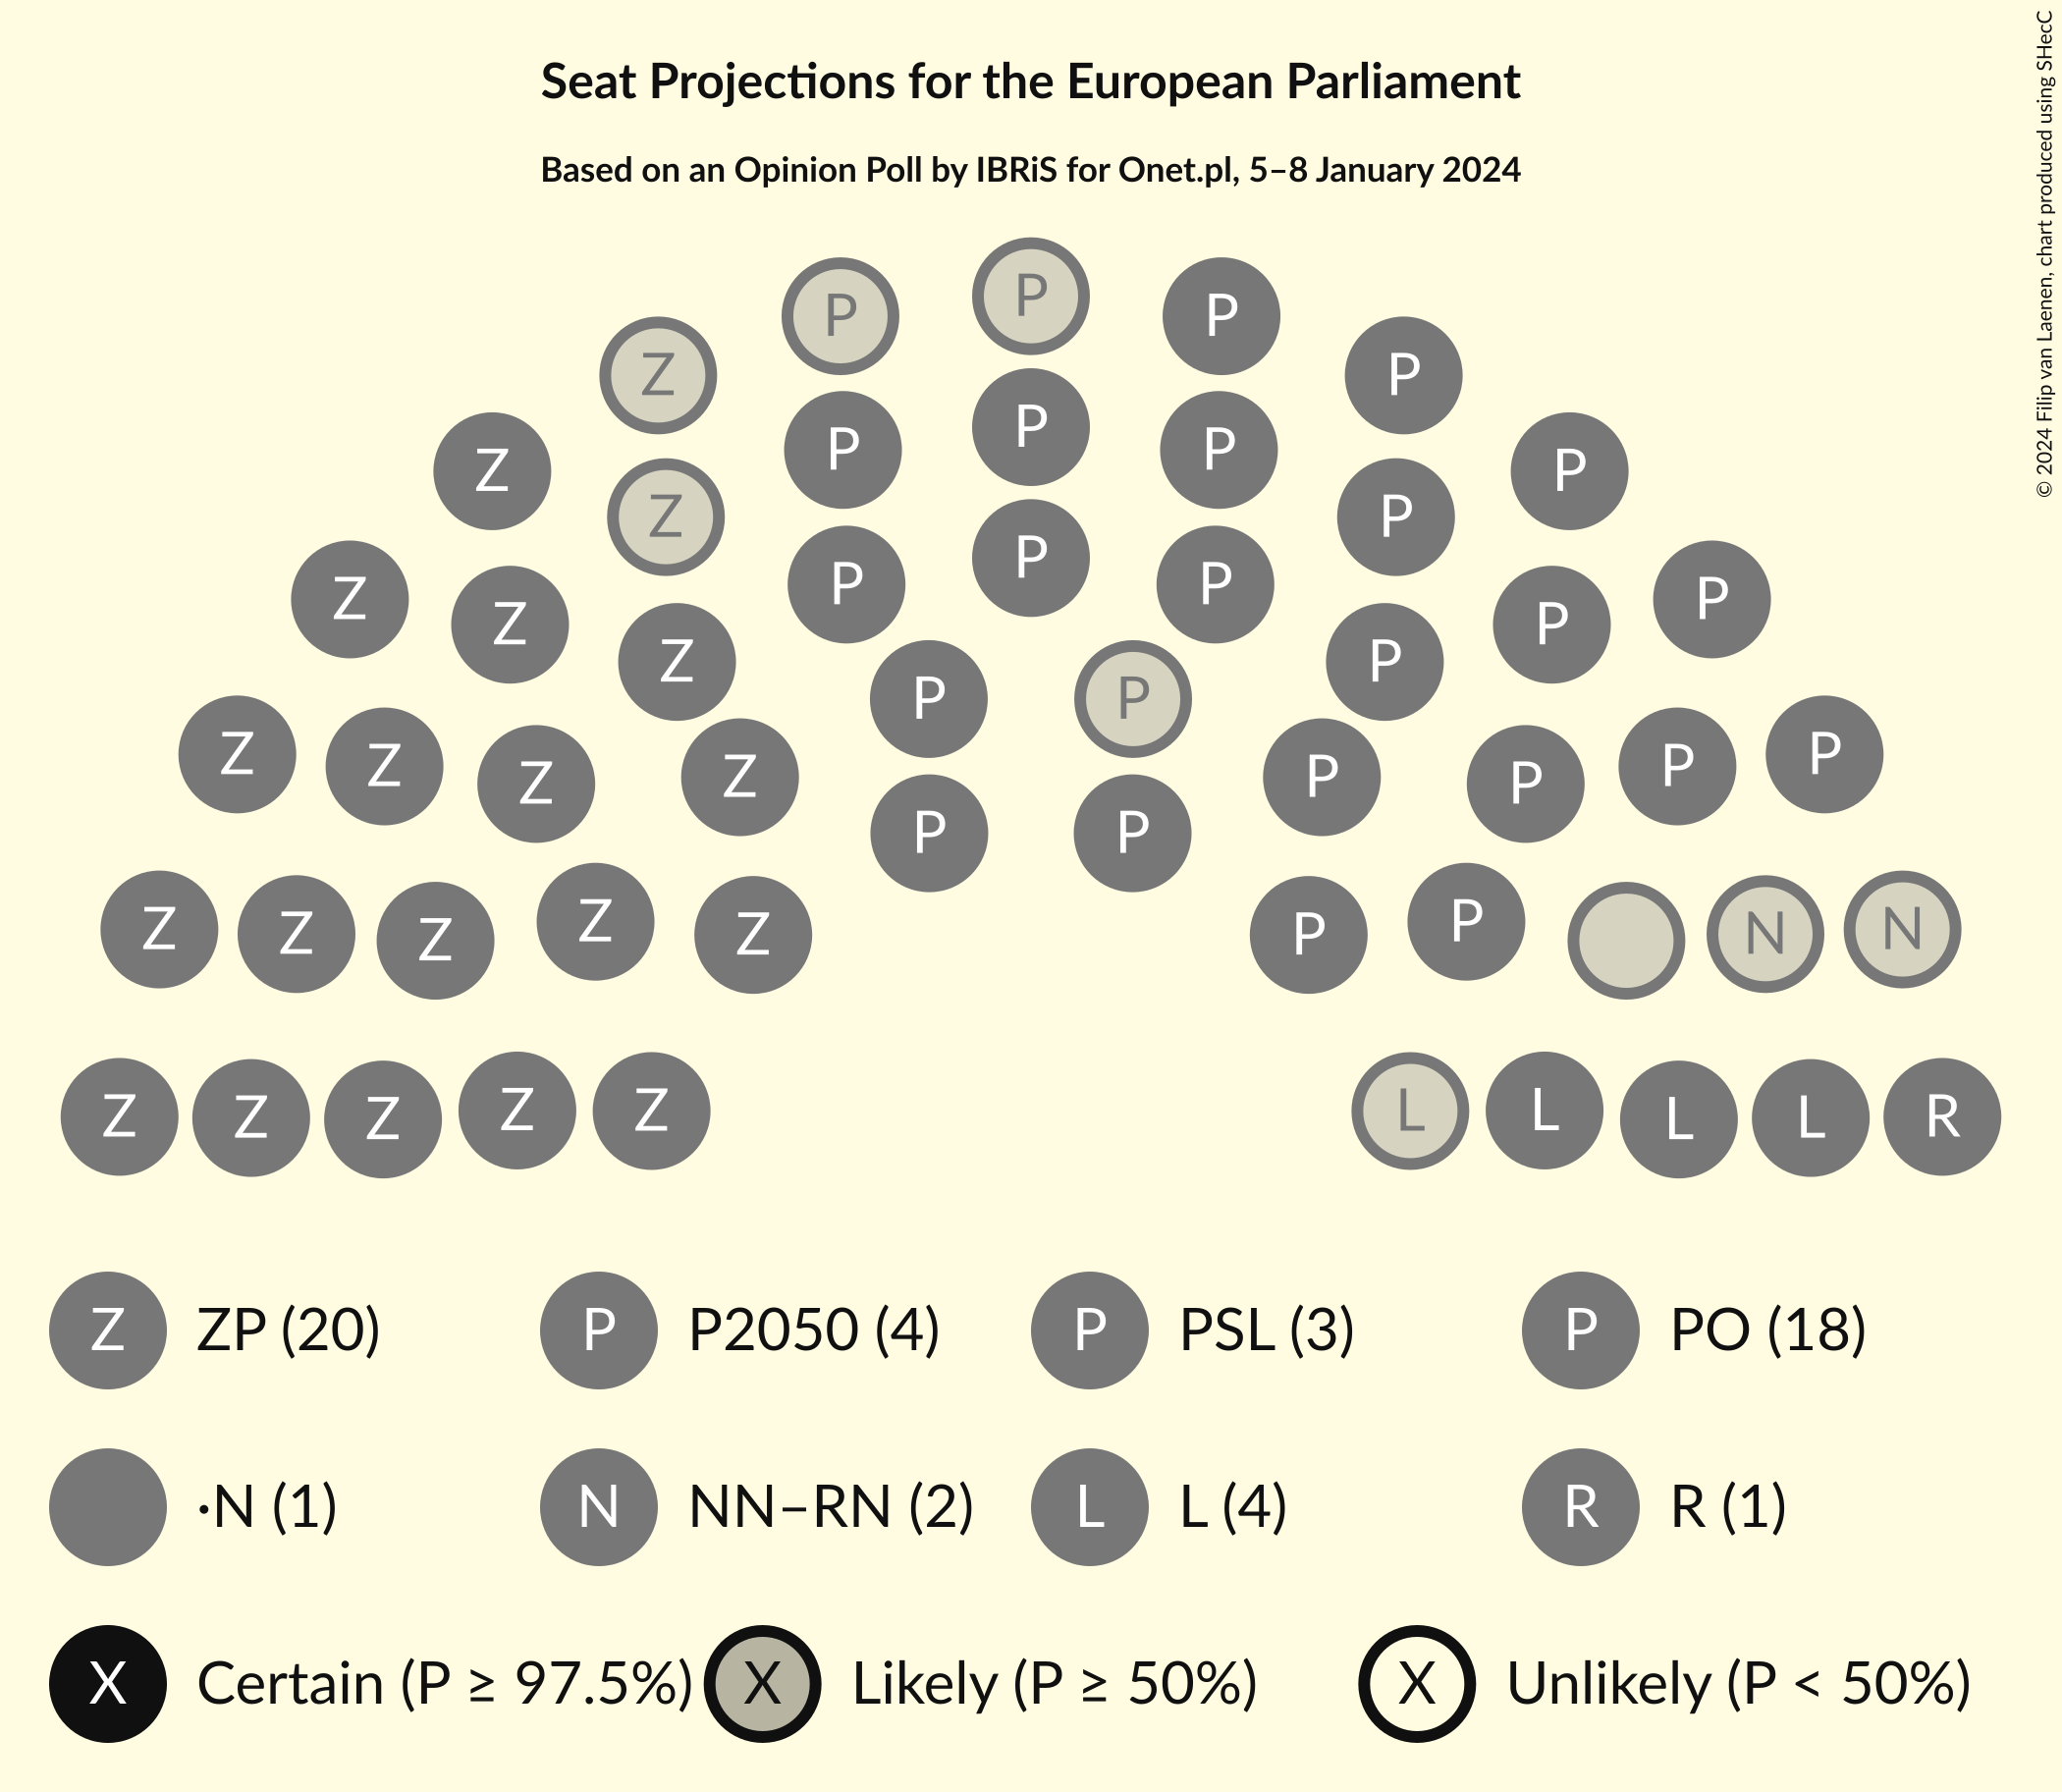 Seat Projections for the European Parliament
Based on an Opinion Poll by IBRiS for Onet.pl, 5–8 January 2024
© 2024 Filip van Laenen, chart produced using SHecC
P P P
Z P
Z P P P P
Z P
Z P P P
Z Z P P
Z Z P P
P P
Z Z Z Z P P P P
P P
Z Z Z Z Z P P N N
Z Z Z Z Z L L L L R
Z ZP (20) P P2050 (4) P PSL (3) P PO (18)
·N (1) N NN–RN (2) L L (4) R R (1)
X Certain (P ≥ 97.5%) X Likely (P ≥ 50%) X Unlikely (P < 50%)